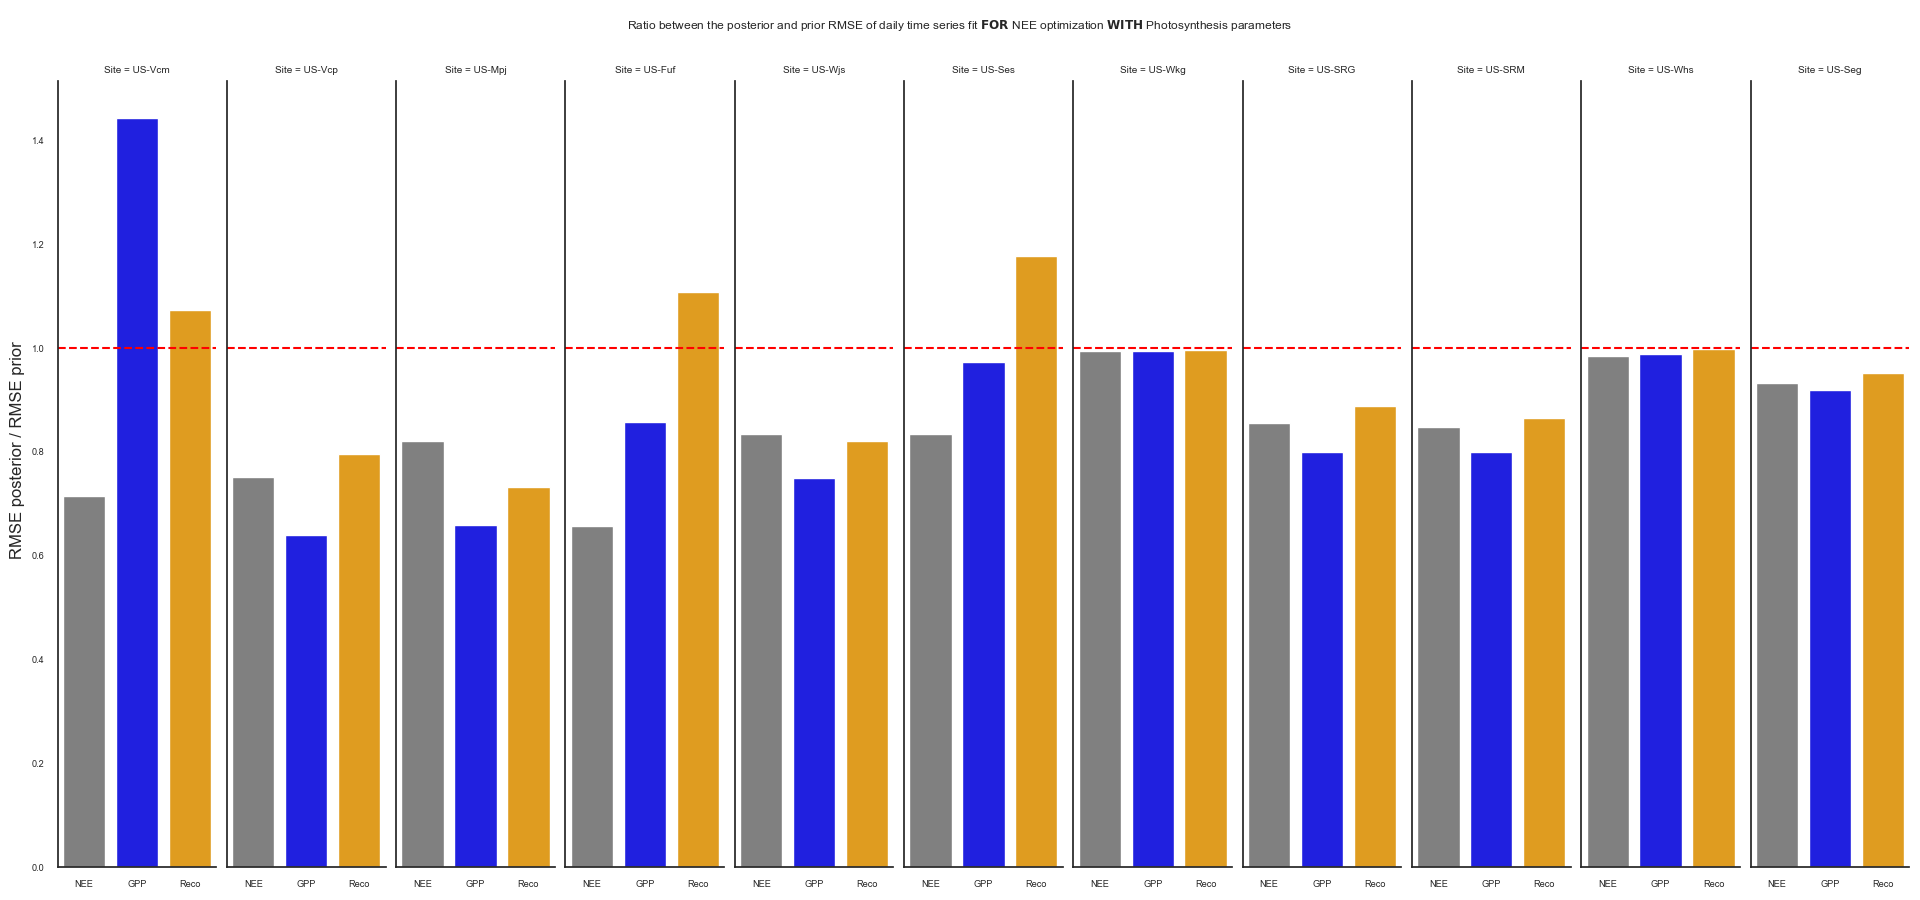 Ratio between the posterior and prior RMSE of daily time series fit FOR NEE optimization WITH Photosynthesis parameters
Site = US-Vcm
Site = US-Vcp
Site = US-Mpj
Site = US-Fuf
Site = US-Wjs
Site = US-Ses
Site = US-Wkg
Site = US-SRG
Site = US-SRM
Site = US-Whs
Site = US-Seg
RMSE posterior / RMSE prior
1.4
1.2
1.0
0.8
0.6
0.4
0.2
0.0
NEE GPP Reco
NEE GPP Reco
NEE GPP Reco
NEE GPP Reco
NEE GPP Reco
NEE GPP Reco
NEE GPP Reco
NEE GPP Reco
NEE GPP Reco
NEE GPP Reco
NEE GPP Reco